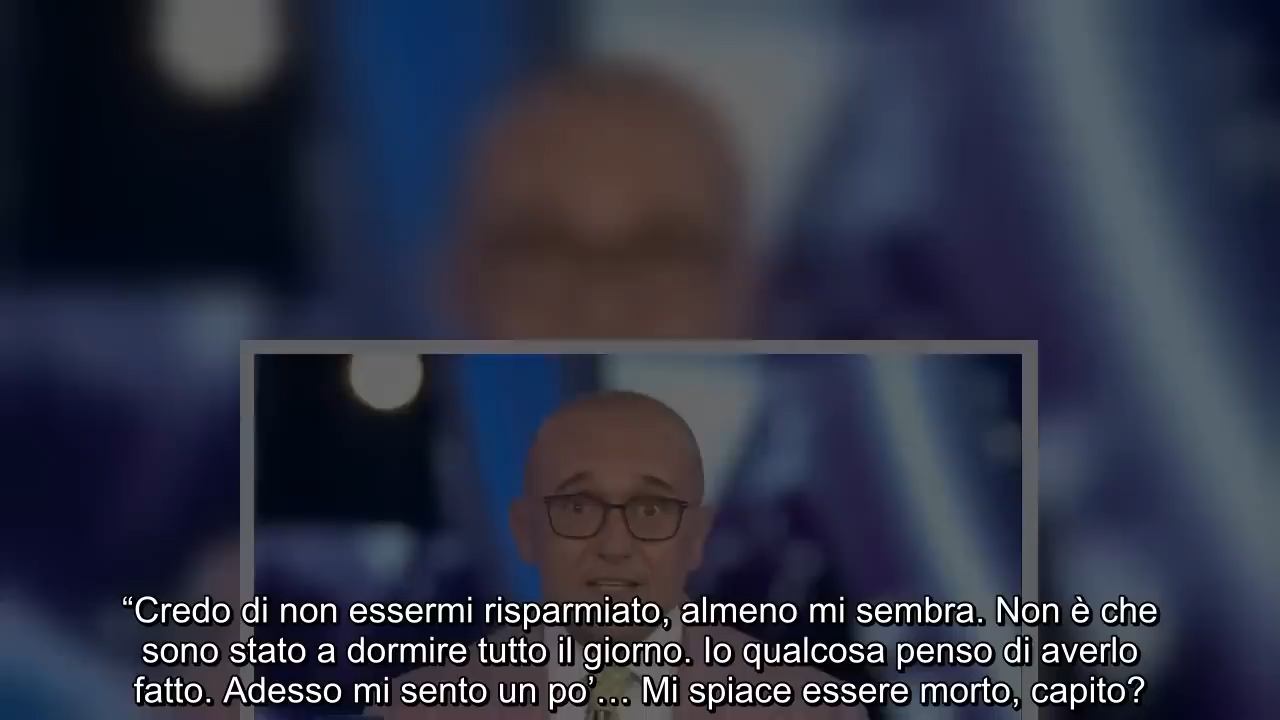 “Credo di non essermi risparmiato, almeno mi sembra. Non è che
sono stato a dormire tutto il giorno. Io qualcosa penso di averlo
fatto. Adesso mi sento un po’… Mi spiace essere morto, capito?